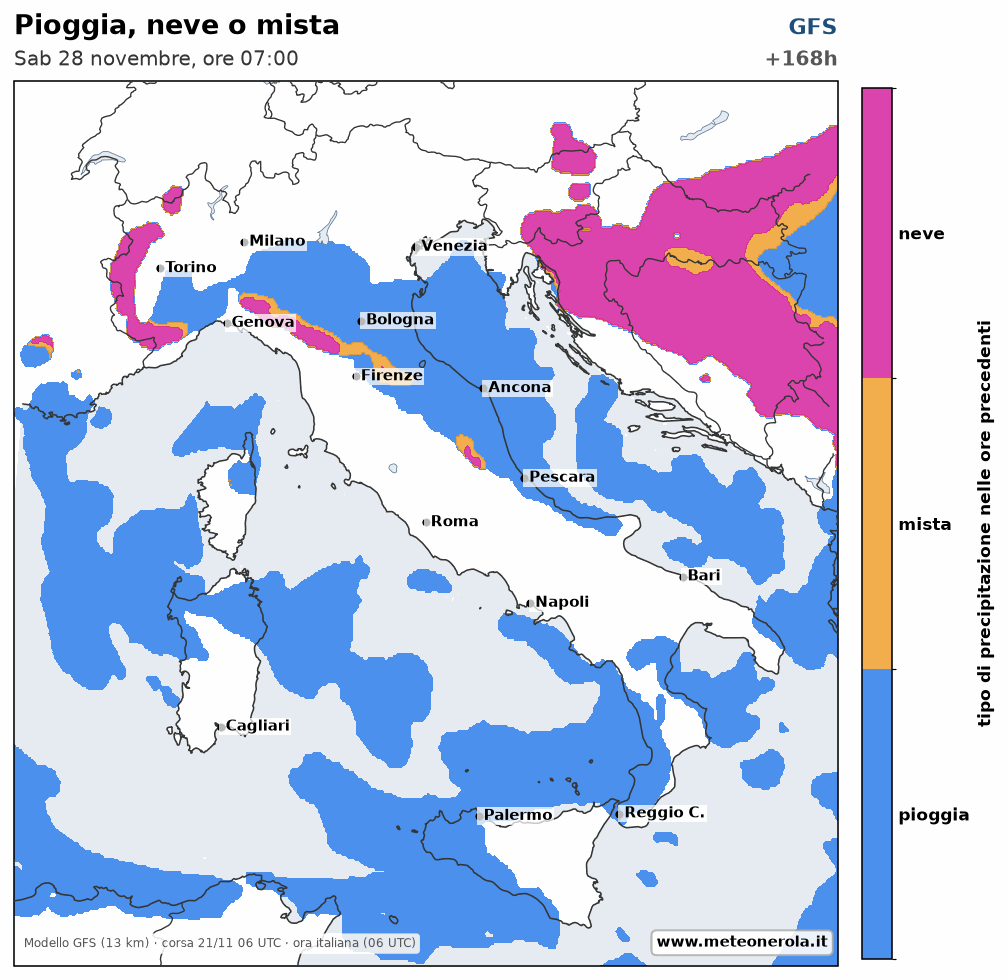 Pioggia, neve o mista
GFS
Sab 28 novembre, ore 07:00
+168h
neve
mista
pioggia
tipo di precipitazione nelle ore precedenti
Milano
Venezia
Torino
Genova
Bologna
Firenze
Ancona
Pescara
Roma
Bari
Napoli
Cagliari
Palermo
Reggio C.
Modello GFS (13 km) · corsa 21/11 06 UTC · ora italiana (06 UTC)
www.meteonerola.it